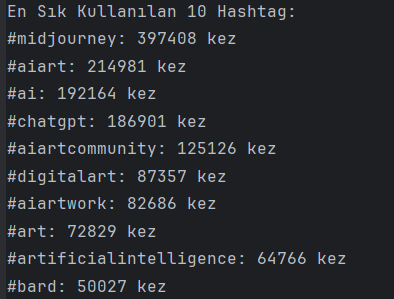 En Sık Kullanılan 10 Hashtag:
#midjourney: 397408 kez
#aiart: 214981 kez
#ai: 192164 kez
#chatgpt: 186901 kez
#aiartcommunity: 125126 kez
#digitalart: 87357 kez
#aiartwork: 82686 kez
#art: 72829 kez
#artificialintelligence: 64766 kez
#bard: 50027 kez